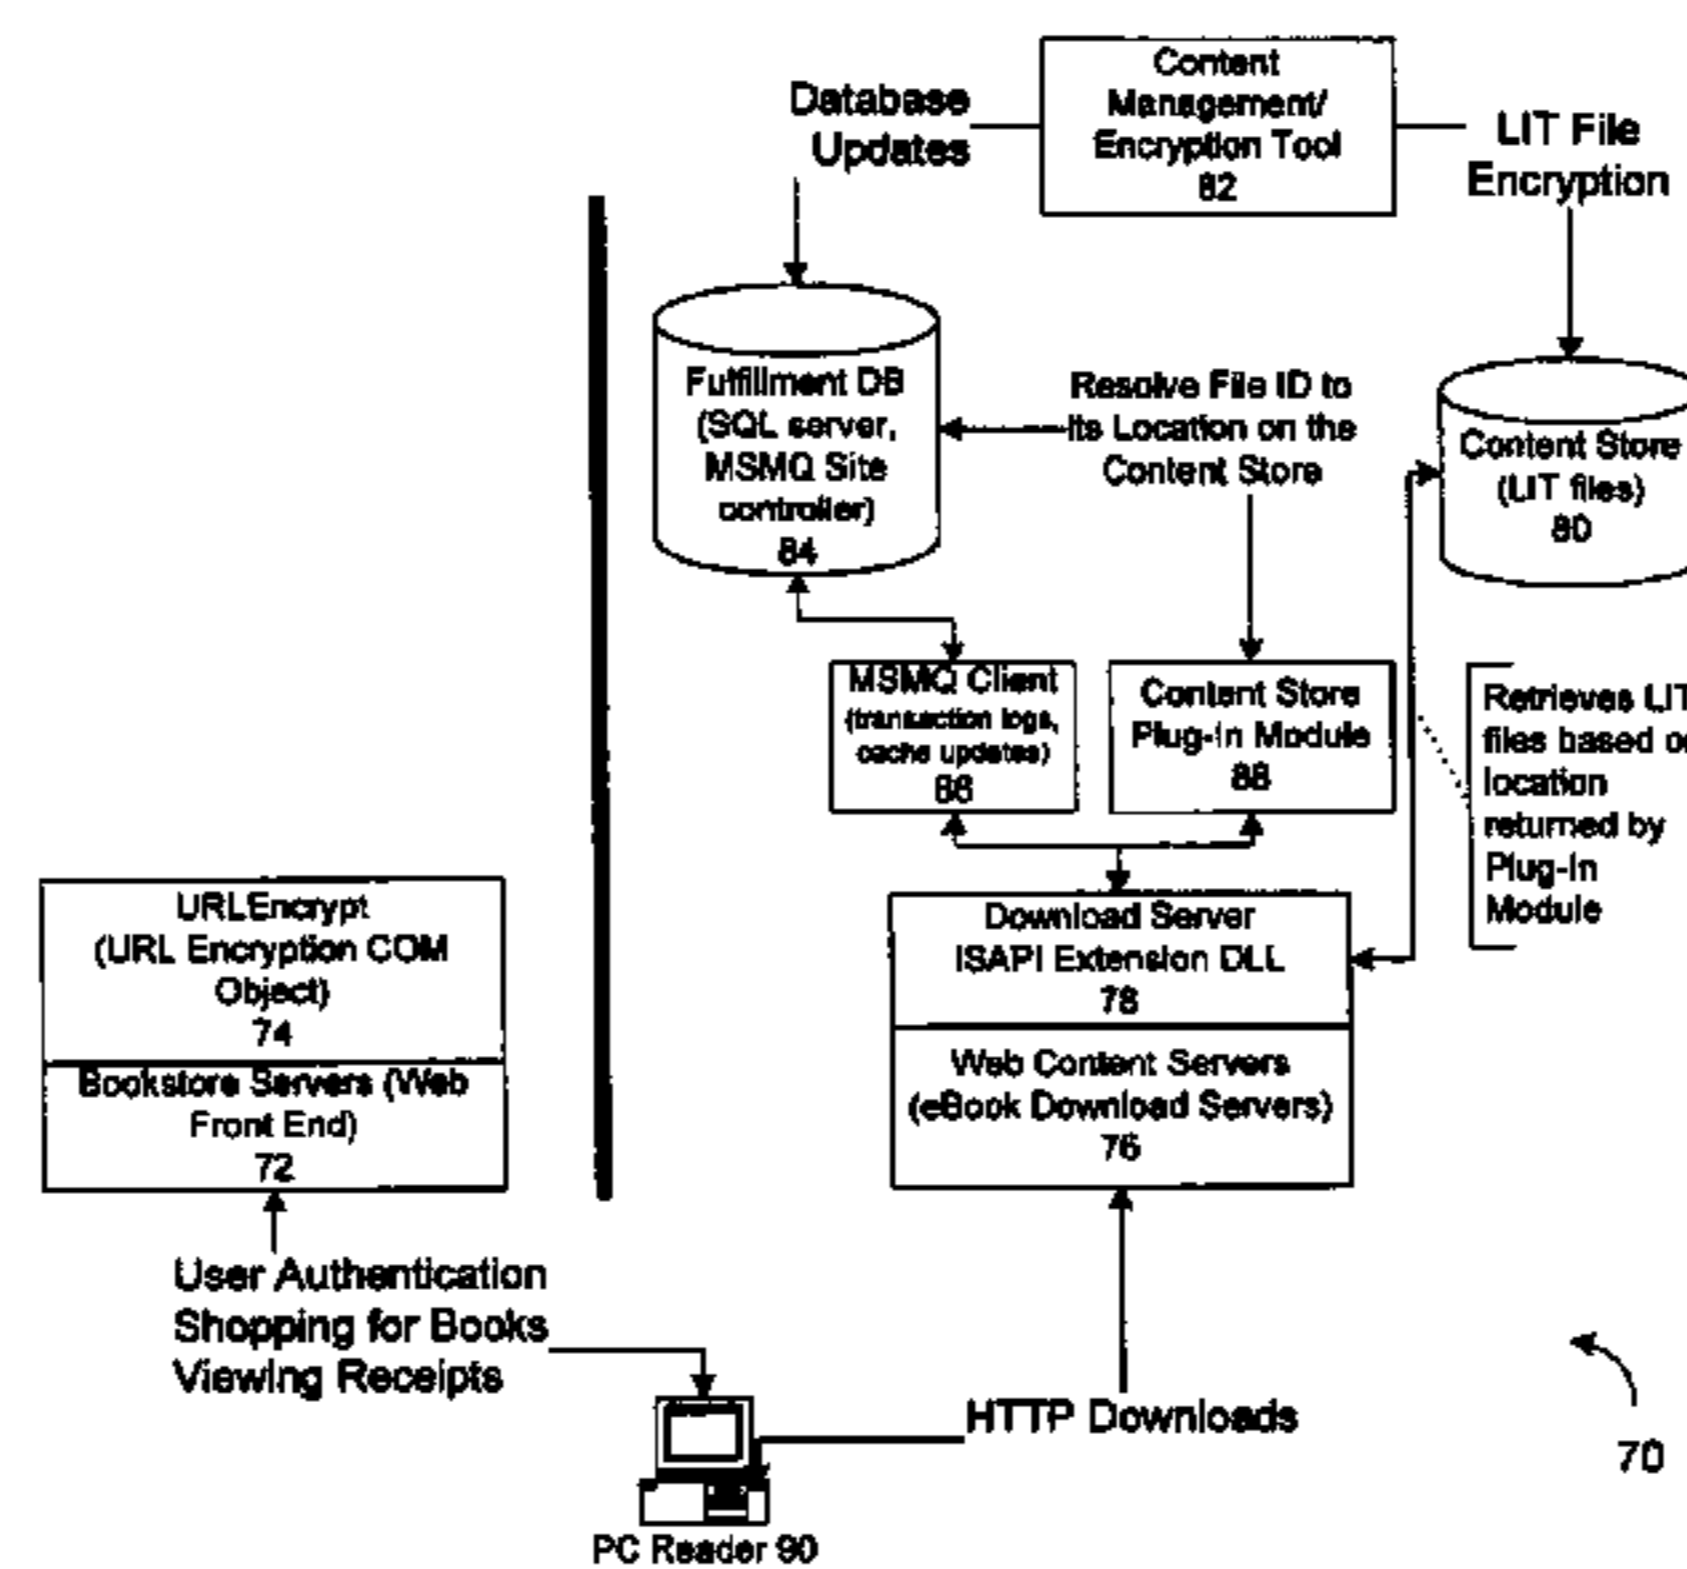 Content
Management/
Encryption Tool
82
Database
Updates
LIT File
Encryption
Fulfillment DB
(SQL server,
MSMQ Site
controller)
84
Resolve File ID to
Its Location on the
Content Store
Content Store
(LIT files)
80
MSMQ Client
(transaction logs,
cache updates)
86
Content Store
Plug-In Module
88
Retrieves LIT
files based on
location
returned by
Plug-In
Module
URLEncrypt
(URL Encryption COM
Object)
74
Bookstore Servers (Web
Front End)
72
Download Server
ISAPI Extension DLL
78
Web Content Servers
(eBook Download Servers)
76
User Authentication
Shopping for Books
Viewing Receipts
HTTP Downloads
70
PC Reader 90